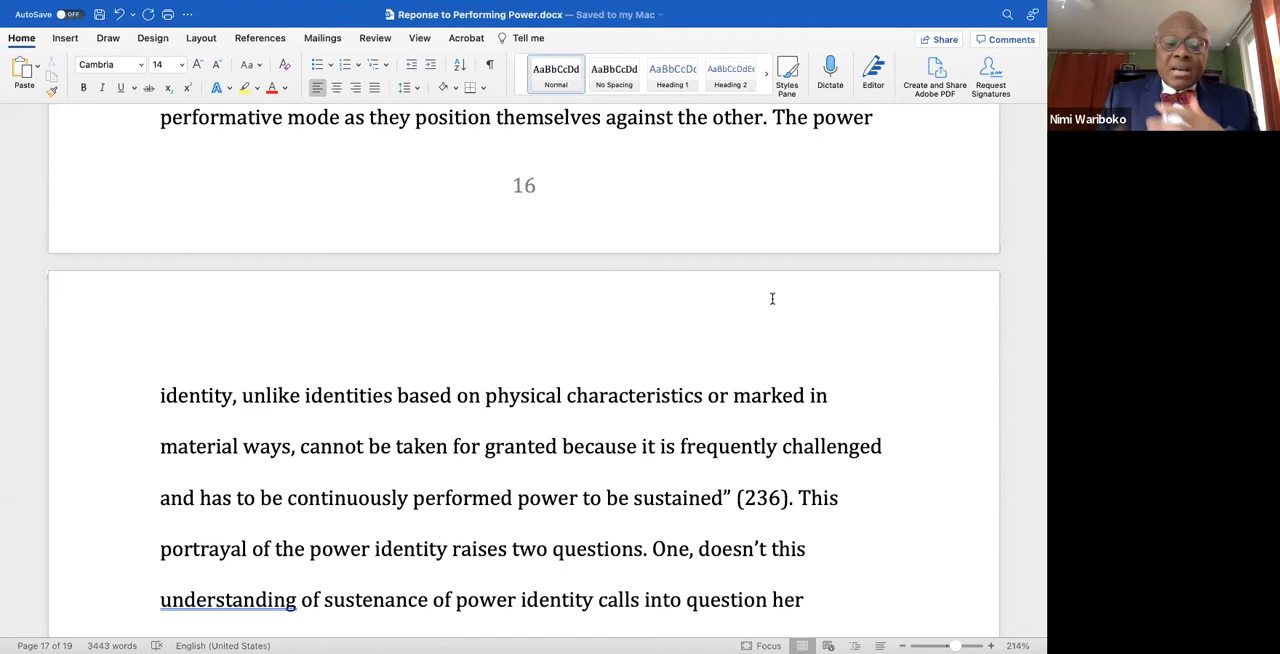 AutoSave OFF Reponse to Performing Power.docx — Saved to my Mac
Home Insert Draw Design Layout References Mailings Review View Acrobat Tell me Share Comments
Paste Cambria 14 Aa AaBbCcDd Normal AaBbCcDd No Spacing AaBbCcDc Heading 1 AaBbCcDdEe Heading 2 Styles Pane Dictate Editor Create and Share Adobe PDF Request Signatures
Nimi Wariboko
performative mode as they position themselves against the other. The power
16
identity, unlike identities based on physical characteristics or marked in
material ways, cannot be taken for granted because it is frequently challenged
and has to be continuously performed power to be sustained” (236). This
portrayal of the power identity raises two questions. One, doesn’t this
understanding of sustenance of power identity calls into question her
Page 17 of 19 3443 words English (United States) Focus 214%